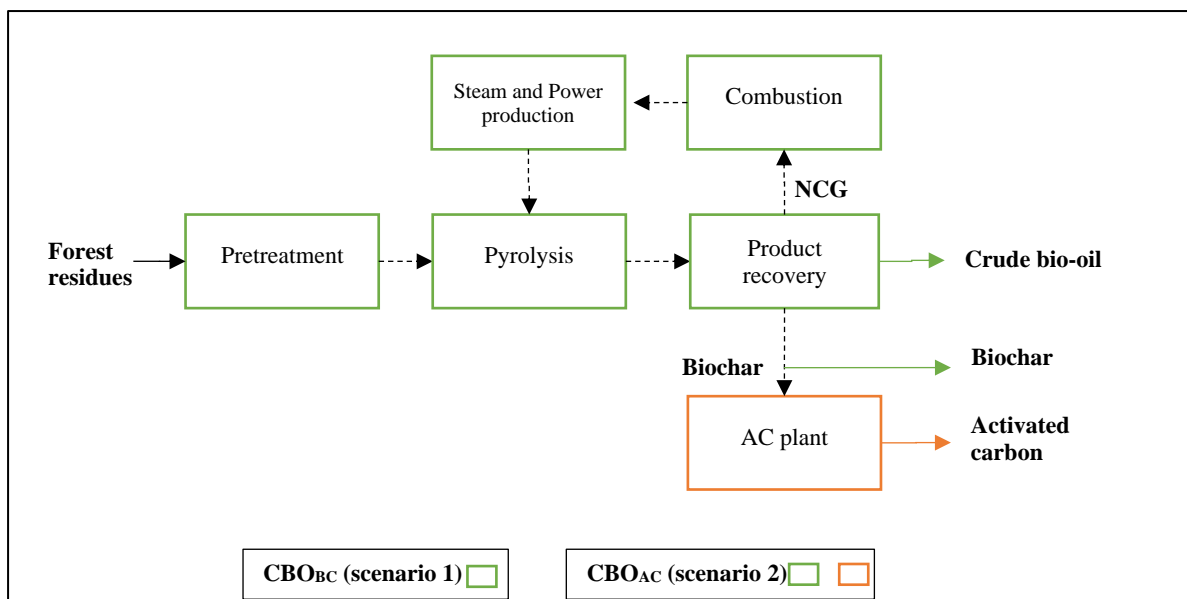 Steam and Power
production
Combustion
NCG
Forest
residues
Pretreatment
Pyrolysis
Product
recovery
Crude bio-oil
Biochar
Biochar
AC plant
Activated
carbon
CBOBC (scenario 1)
CBOAC (scenario 2)